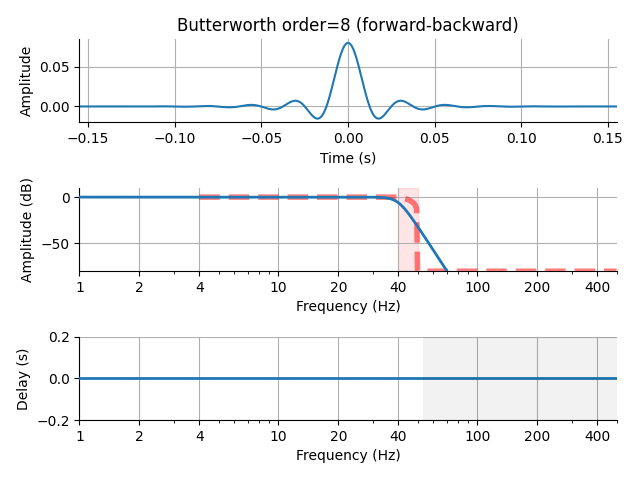 Butterworth order=8 (forward-backward)
Amplitude
0.05
0.00
−0.15 −0.10 −0.05 0.00 0.05 0.10 0.15
Time (s)
Amplitude (dB)
0
−50
1 2 4 10 20 40 100 200 400
Frequency (Hz)
Delay (s)
0.2
0.0
−0.2
1 2 4 10 20 40 100 200 400
Frequency (Hz)